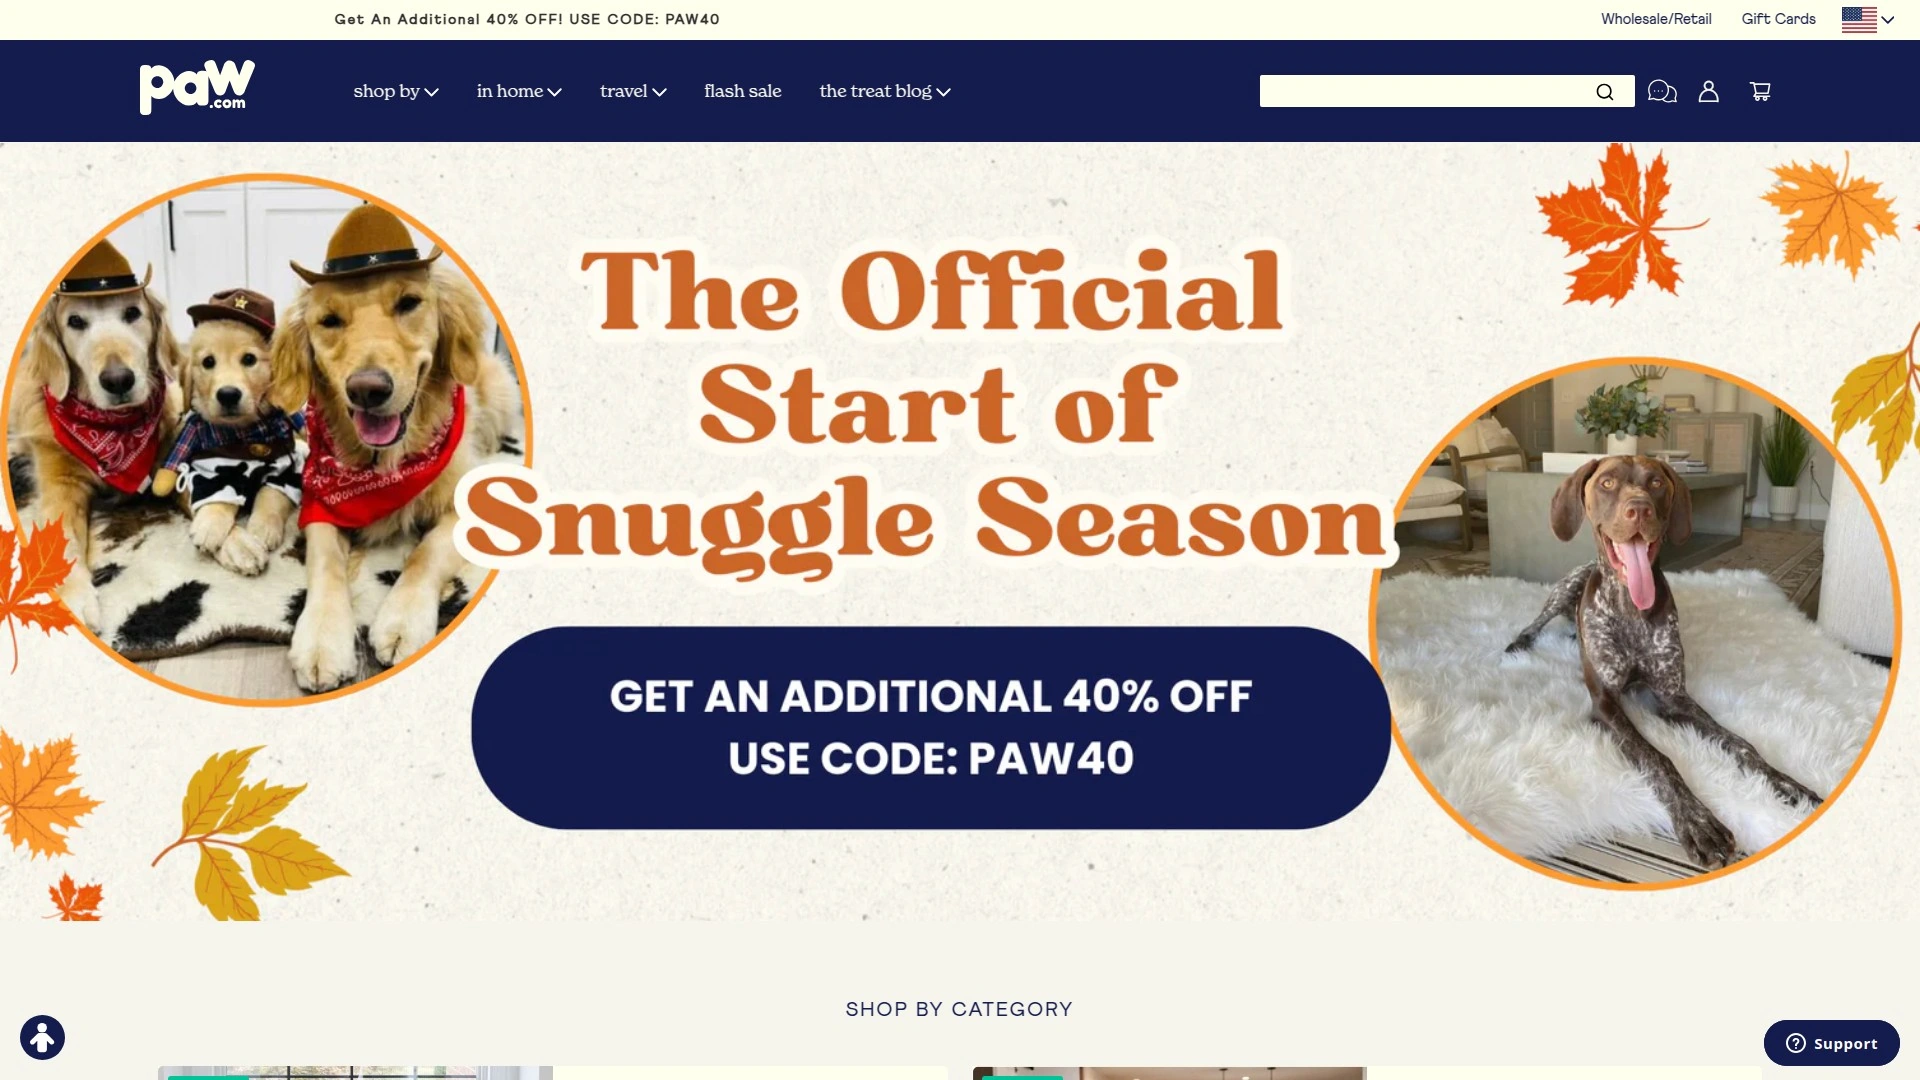 Get An Additional 40% OFF! USE CODE: PAW40
Wholesale/Retail
Gift Cards
paw.com
shop by
in home
travel
flash sale
the treat blog
The Official
Start of
Snuggle Season
GET AN ADDITIONAL 40% OFF
USE CODE: PAW40
SHOP BY CATEGORY
Support